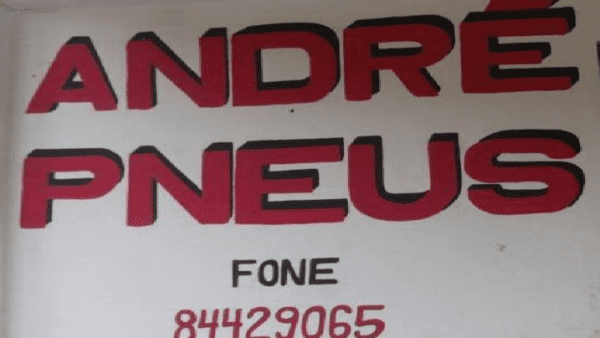 ANDRÉ
PNEUS
FONE
84429065